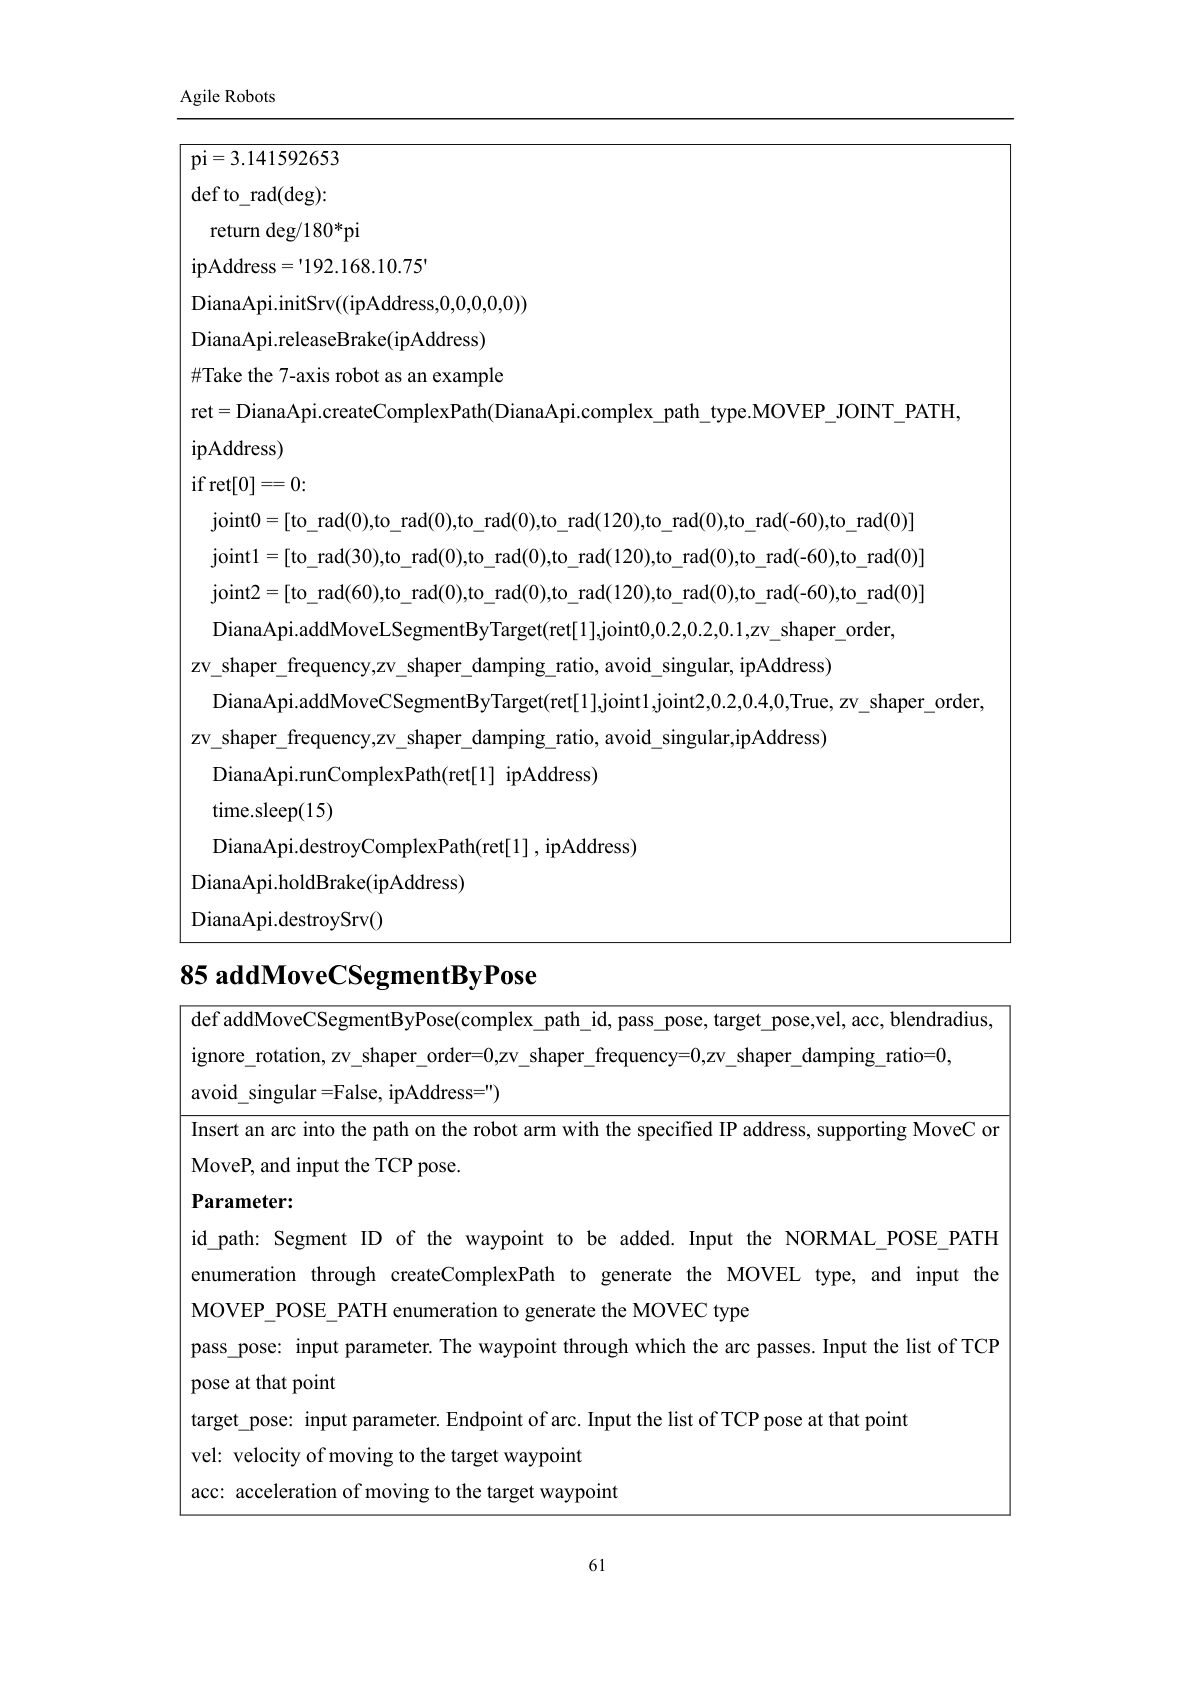 Agile Robots
pi = 3.141592653
def to_rad(deg):
return deg/180*pi
ipAddress = '192.168.10.75'
DianaApi.initSrv((ipAddress,0,0,0,0,0))
DianaApi.releaseBrake(ipAddress)
#Take the 7-axis robot as an example
ret = DianaApi.createComplexPath(DianaApi.complex_path_type.MOVEP_JOINT_PATH,
ipAddress)
if ret[0] == 0:
joint0 = [to_rad(0),to_rad(0),to_rad(0),to_rad(120),to_rad(0),to_rad(-60),to_rad(0)]
joint1 = [to_rad(30),to_rad(0),to_rad(0),to_rad(120),to_rad(0),to_rad(-60),to_rad(0)]
joint2 = [to_rad(60),to_rad(0),to_rad(0),to_rad(120),to_rad(0),to_rad(-60),to_rad(0)]
DianaApi.addMoveLSegmentByTarget(ret[1],joint0,0.2,0.2,0.1,zv_shaper_order,
zv_shaper_frequency,zv_shaper_damping_ratio, avoid_singular, ipAddress)
DianaApi.addMoveCSegmentByTarget(ret[1],joint1,joint2,0.2,0.4,0,True, zv_shaper_order,
zv_shaper_frequency,zv_shaper_damping_ratio, avoid_singular,ipAddress)
DianaApi.runComplexPath(ret[1]  ipAddress)
time.sleep(15)
DianaApi.destroyComplexPath(ret[1] , ipAddress)
DianaApi.holdBrake(ipAddress)
DianaApi.destroySrv()
85 addMoveCSegmentByPose
def addMoveCSegmentByPose(complex_path_id, pass_pose, target_pose,vel, acc, blendradius,
ignore_rotation, zv_shaper_order=0,zv_shaper_frequency=0,zv_shaper_damping_ratio=0,
avoid_singular =False, ipAddress='')
Insert an arc into the path on the robot arm with the specified IP address, supporting MoveC or
MoveP, and input the TCP pose.
Parameter:
id_path: Segment ID of the waypoint to be added. Input the NORMAL_POSE_PATH
enumeration through createComplexPath to generate the MOVEL type, and input the
MOVEP_POSE_PATH enumeration to generate the MOVEC type
pass_pose:  input parameter. The waypoint through which the arc passes. Input the list of TCP
pose at that point
target_pose:  input parameter. Endpoint of arc. Input the list of TCP pose at that point
vel:  velocity of moving to the target waypoint
acc:  acceleration of moving to the target waypoint
61